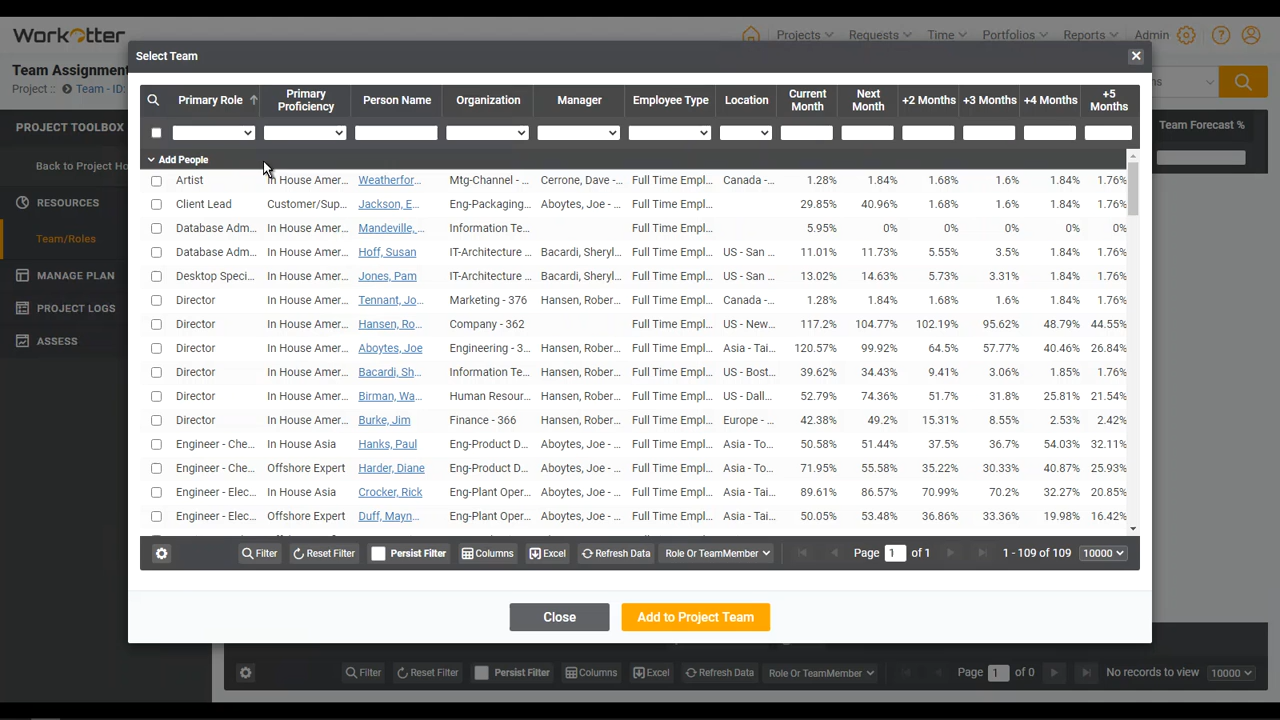 WorkOtter
Projects Requests Time Portfolios Reports Admin
Team Assignment
Project :: Team - ID:
Team Forecast %
PROJECT TOOLBOX
Back to Project Ho
RESOURCES
Team/Roles
MANAGE PLAN
PROJECT LOGS
ASSESS
Select Team
Primary Role Primary Proficiency Person Name Organization Manager Employee Type Location Current Month Next Month +2 Months +3 Months +4 Months +5 Months
Add People
Artist In House Amer... Weatherfor... Mtg-Channel - ... Cerrone, Dave -... Full Time Empl... Canada -... 1.28% 1.84% 1.68% 1.6% 1.84% 1.76%
Client Lead Customer/Sup... Jackson, E... Eng-Packaging... Aboytes, Joe - ... Full Time Empl... 29.85% 40.96% 1.68% 1.6% 1.84% 1.76%
Database Adm... In House Amer... Mandeville, ... Information Te... Full Time Empl... 5.95% 0% 0% 0% 0% 0%
Database Adm... In House Amer... Hoff, Susan IT-Architecture ... Bacardi, Sheryl... Full Time Empl... US - San ... 11.01% 11.73% 5.55% 3.5% 1.84% 1.76%
Desktop Speci... In House Amer... Jones, Pam IT-Architecture ... Bacardi, Sheryl... Full Time Empl... US - San ... 13.02% 14.63% 5.73% 3.31% 1.84% 1.76%
Director In House Amer... Tennant, Jo... Marketing - 376 Hansen, Rober... Full Time Empl... Canada -... 1.28% 1.84% 1.68% 1.6% 1.84% 1.76%
Director In House Amer... Hansen, Ro... Company - 362 Full Time Empl... US - New... 117.2% 104.77% 102.19% 95.62% 48.79% 44.55%
Director In House Amer... Aboytes, Joe Engineering - 3... Hansen, Rober... Full Time Empl... Asia - Tai... 120.57% 99.92% 64.5% 57.77% 40.46% 26.84%
Director In House Amer... Bacardi, Sh... Information Te... Hansen, Rober... Full Time Empl... US - Bost... 39.62% 34.43% 9.41% 3.06% 1.85% 1.76%
Director In House Amer... Birman, Wa... Human Resour... Hansen, Rober... Full Time Empl... US - Dall... 52.79% 74.36% 51.7% 31.8% 25.81% 21.54%
Director In House Amer... Burke, Jim Finance - 366 Hansen, Rober... Full Time Empl... Europe - ... 42.38% 49.2% 15.31% 8.55% 2.53% 2.42%
Engineer - Che... In House Asia Hanks, Paul Eng-Product D... Aboytes, Joe - ... Full Time Empl... Asia - To... 50.58% 51.44% 37.5% 36.7% 54.03% 32.11%
Engineer - Che... Offshore Expert Harder, Diane Eng-Product D... Aboytes, Joe - ... Full Time Empl... Asia - To... 71.95% 55.58% 35.22% 30.33% 40.87% 25.93%
Engineer - Elec... In House Asia Crocker, Rick Eng-Plant Oper... Aboytes, Joe - ... Full Time Empl... Asia - Tai... 89.61% 86.57% 70.99% 70.2% 32.27% 20.85%
Engineer - Elec... Offshore Expert Duff, Mayn... Eng-Plant Oper... Aboytes, Joe - ... Full Time Empl... Asia - Tai... 50.05% 53.48% 36.86% 33.36% 19.98% 16.42%
Filter Reset Filter Persist Filter Columns Excel Refresh Data Role Or TeamMember Page 1 of 1 1 - 109 of 109 10000
Close Add to Project Team
Filter Reset Filter Persist Filter Columns Excel Refresh Data Role Or TeamMember Page 1 of 0 No records to view 10000